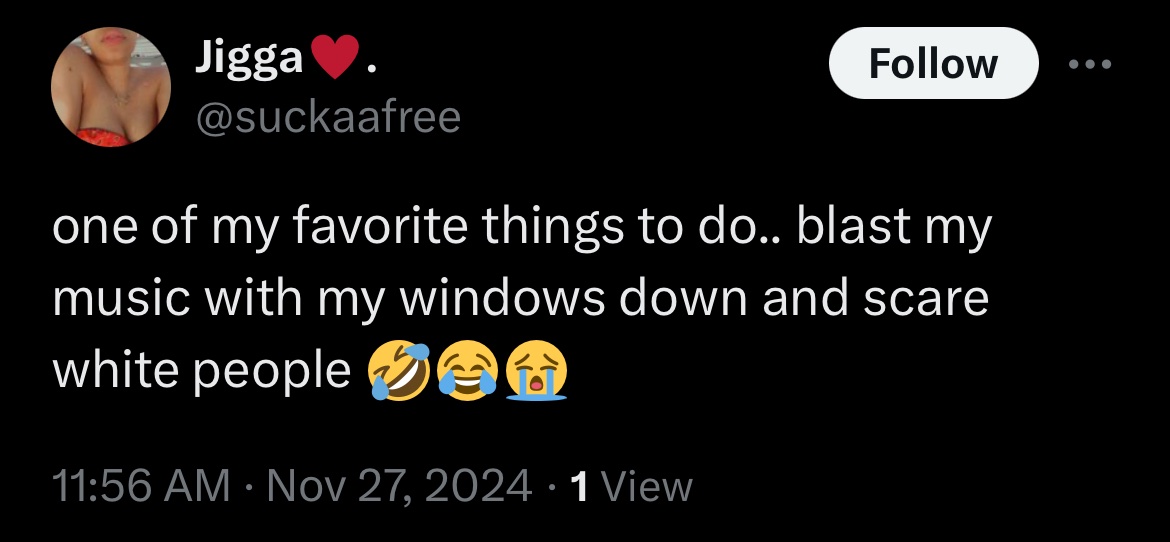 Jigga❤️.
Follow
@suckaafree
one of my favorite things to do.. blast my
music with my windows down and scare
white people 🤣😂😭
11:56 AM · Nov 27, 2024 · 1 View